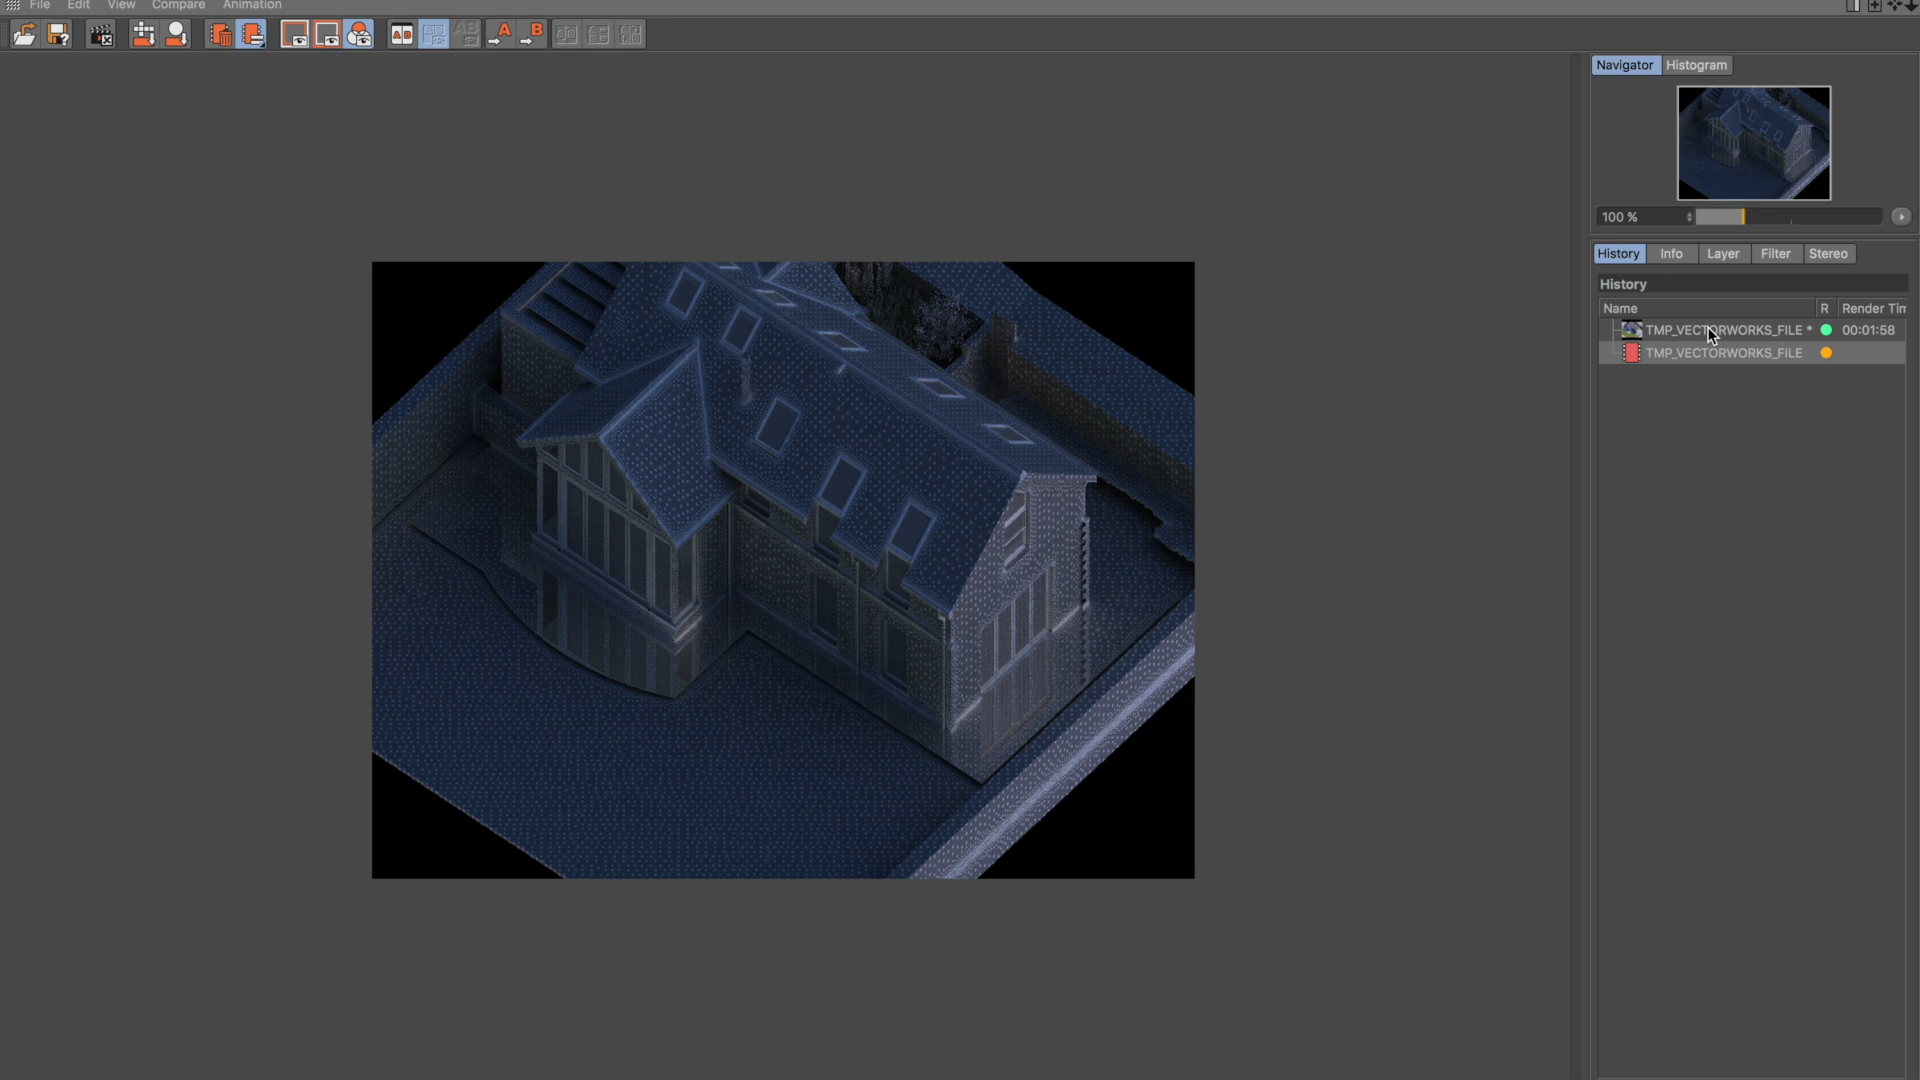 File Edit View Compare Animation
A B
A
B
Navigator Histogram
100 %
History Info Layer Filter Stereo
History
Name R Render Tim
TMP_VECTORWORKS_FILE * 00:01:58
TMP_VECTORWORKS_FILE